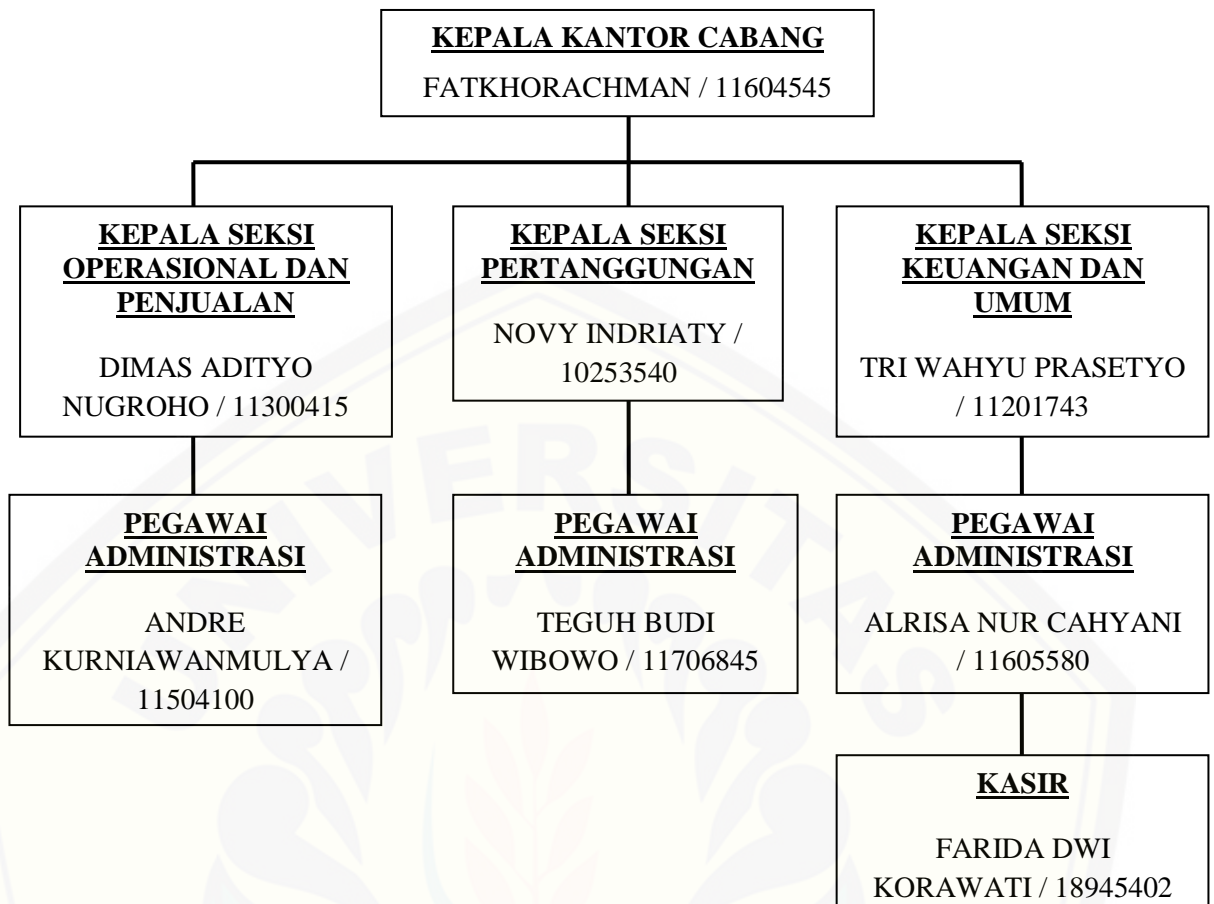 KEPALA KANTOR CABANG
FATKHORACHMAN / 11604545
KEPALA SEKSI
OPERASIONAL DAN
PENJUALAN
DIMAS ADITYO
NUGROHO / 11300415
KEPALA SEKSI
PERTANGGUNGAN
NOVY INDRIATY /
10253540
KEPALA SEKSI
KEUANGAN DAN
UMUM
TRI WAHYU PRASETYO
/ 11201743
PEGAWAI
ADMINISTRASI
ANDRE
KURNIAWANMULYA /
11504100
PEGAWAI
ADMINISTRASI
TEGUH BUDI
WIBOWO / 11706845
PEGAWAI
ADMINISTRASI
ALRISA NUR CAHYANI
/ 11605580
KASIR
FARIDA DWI
KORAWATI / 18945402
UNIVERSITAS